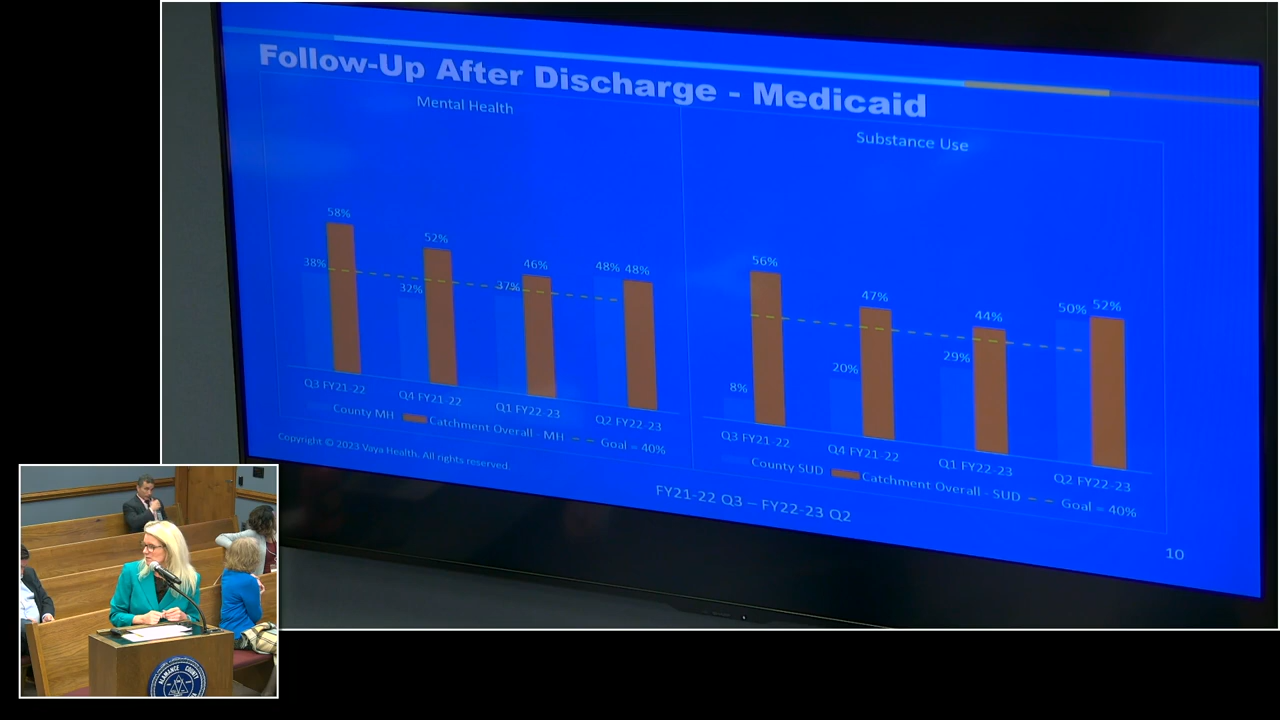 Follow-Up After Discharge - Medicaid
Mental Health
58%
38%
52%
32%
46%
37%
48% 48%
Q3 FY21-22
Q4 FY21-22
Q1 FY22-23
Q2 FY22-23
County MH
Catchment Overall - MH
Goal = 40%
Substance Use
56%
8%
47%
20%
44%
29%
50% 52%
Q3 FY21-22
Q4 FY21-22
Q1 FY22-23
Q2 FY22-23
County SUD
Catchment Overall - SUD
Goal = 40%
Copyright © 2023 Vaya Health. All rights reserved.
FY21-22 Q3 – FY22-23 Q2
10
ALAMANCE COUNTY